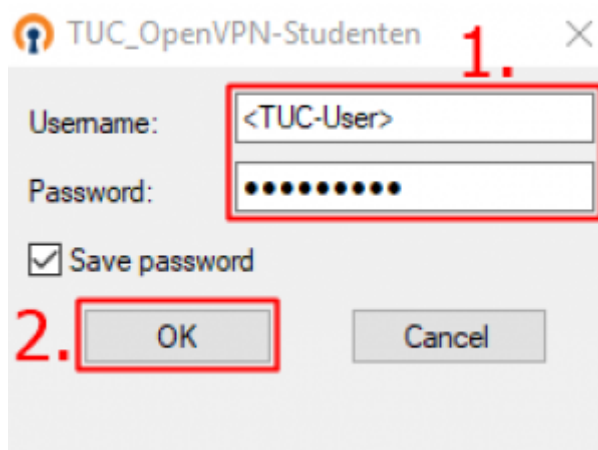 TUC_OpenVPN-Studenten
1.
Username: <TUC-User>
Password: •••••••••
Save password
2. OK Cancel